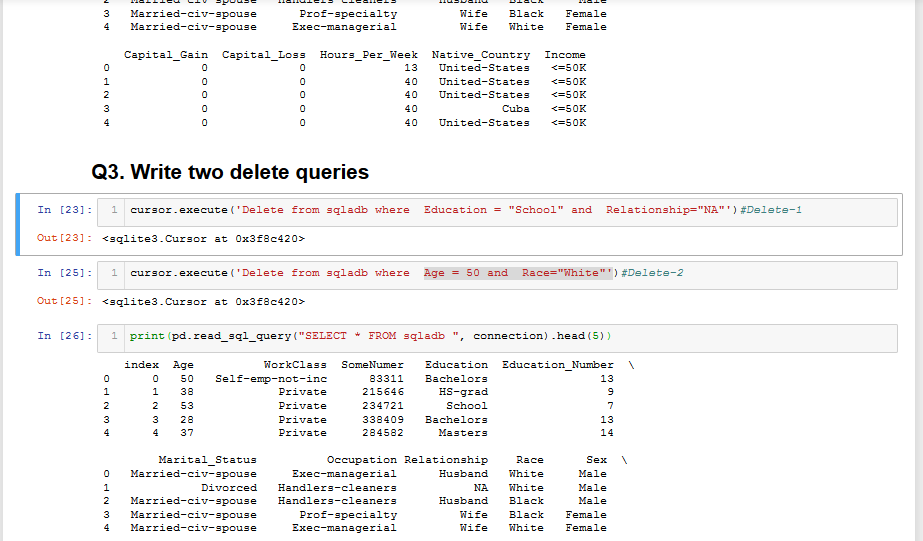 3 Married-civ-spouse Prof-specialty Wife Black Female
4 Married-civ-spouse Exec-managerial Wife White Female
Capital_Gain Capital_Loss Hours_Per_Week Native_Country Income
0 0 0 13 United-States <=50K
1 0 0 40 United-States <=50K
2 0 0 40 United-States <=50K
3 0 0 40 Cuba <=50K
4 0 0 40 United-States <=50K
Q3. Write two delete queries
In [23]: 1 cursor.execute('Delete from sqladb where  Education = "School" and  Relationship="NA"')#Delete-1
Out[23]: <sqlite3.Cursor at 0x3f8c420>
In [25]: 1 cursor.execute('Delete from sqladb where  Age = 50 and  Race="White"')#Delete-2
Out[25]: <sqlite3.Cursor at 0x3f8c420>
In [26]: 1 print(pd.read_sql_query("SELECT * FROM sqladb ", connection).head(5))
index Age WorkClass SomeNumer Education Education_Number \
0 0 50 Self-emp-not-inc 83311 Bachelors 13
1 1 38 Private 215646 HS-grad 9
2 2 53 Private 234721 School 7
3 3 28 Private 338409 Bachelors 13
4 4 37 Private 284582 Masters 14
Marital_Status Occupation Relationship Race Sex \
0 Married-civ-spouse Exec-managerial Husband White Male
1 Divorced Handlers-cleaners NA White Male
2 Married-civ-spouse Handlers-cleaners Husband Black Male
3 Married-civ-spouse Prof-specialty Wife Black Female
4 Married-civ-spouse Exec-managerial Wife White Female